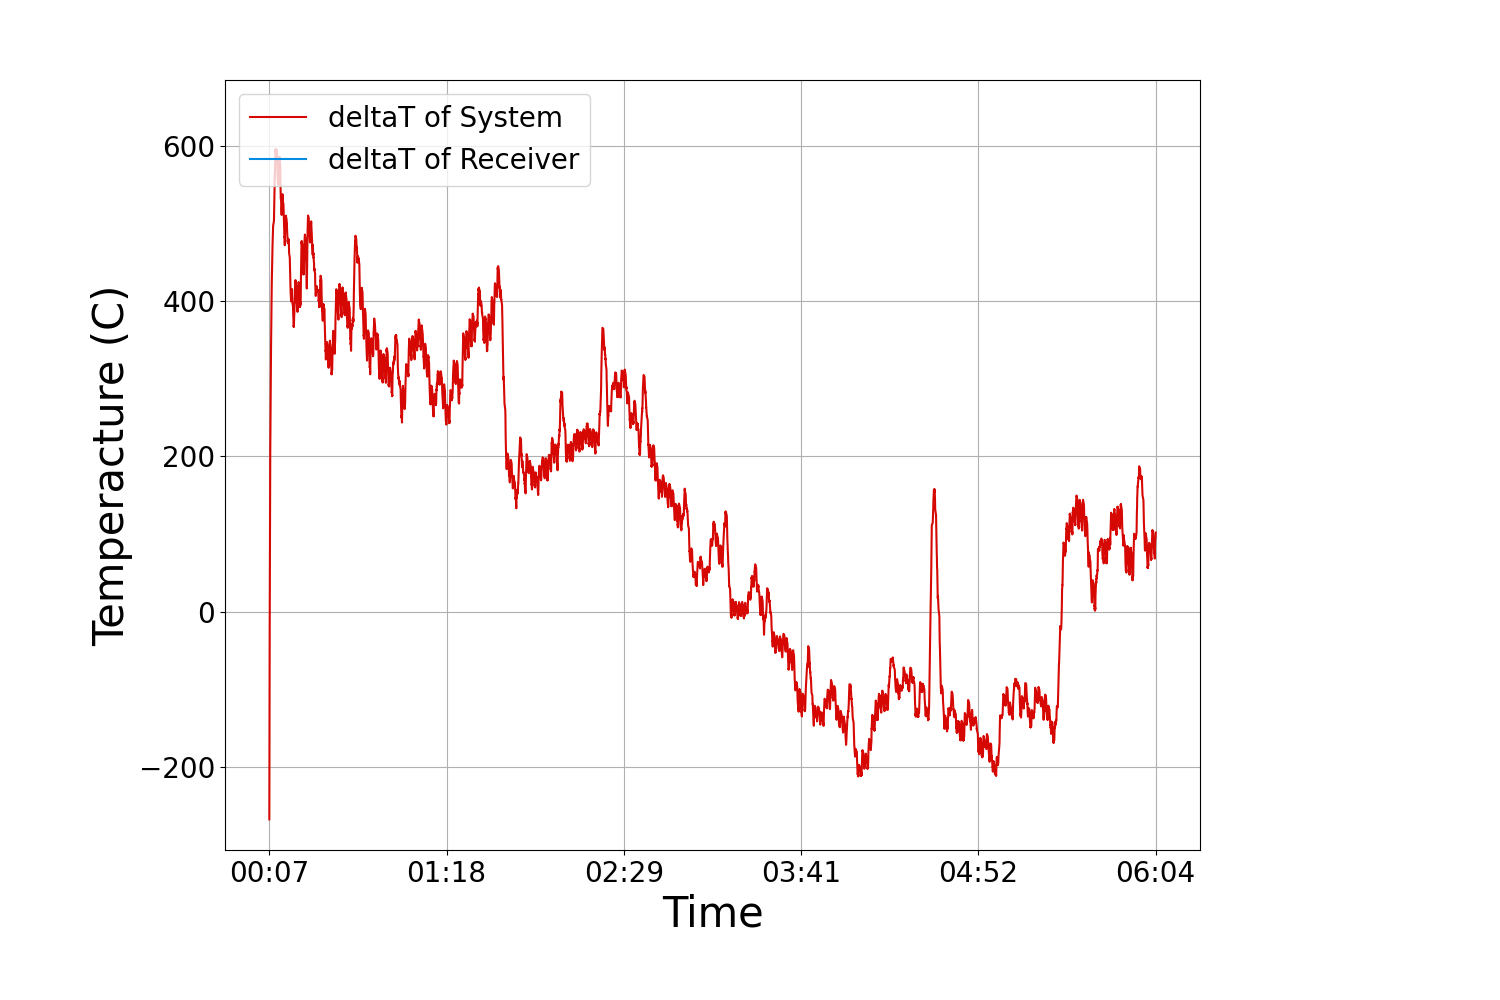 deltaT of System
deltaT of Receiver
600
400
200
0
−200
Temperacture (C)
00:07 01:18 02:29 03:41 04:52 06:04
Time